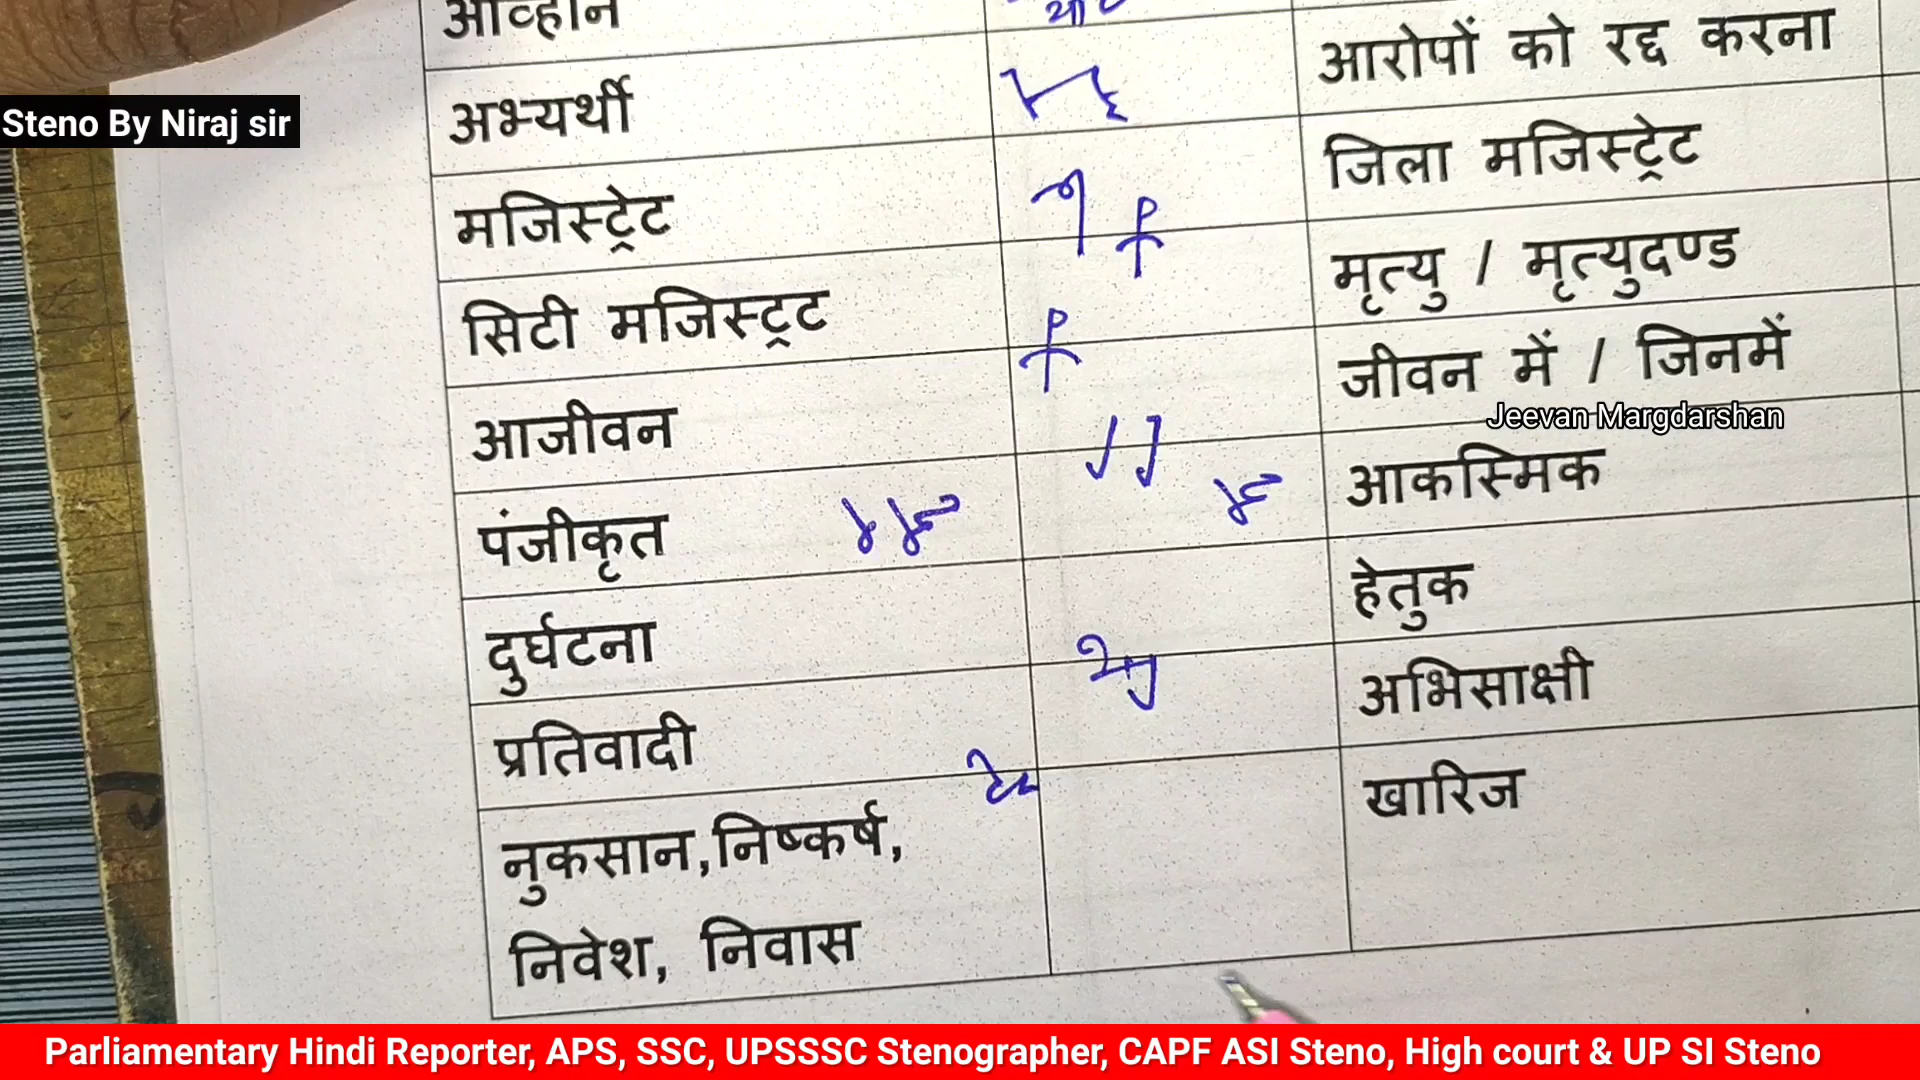 आव्हान
आरोपों को रद्द करना
अभ्यर्थी
Steno By Niraj sir
जिला मजिस्ट्रेट
मजिस्ट्रेट
मृत्यु / मृत्युदण्ड
सिटी मजिस्ट्रट
जीवन में / जिनमें
Jeevan Margdarshan
आजीवन
आकस्मिक
पंजीकृत
हेतुक
दुर्घटना
अभिसाक्षी
प्रतिवादी
खारिज
नुकसान,निष्कर्ष,
निवेश, निवास
Parliamentary Hindi Reporter, APS, SSC, UPSSSC Stenographer, CAPF ASI Steno, High court & UP SI Steno